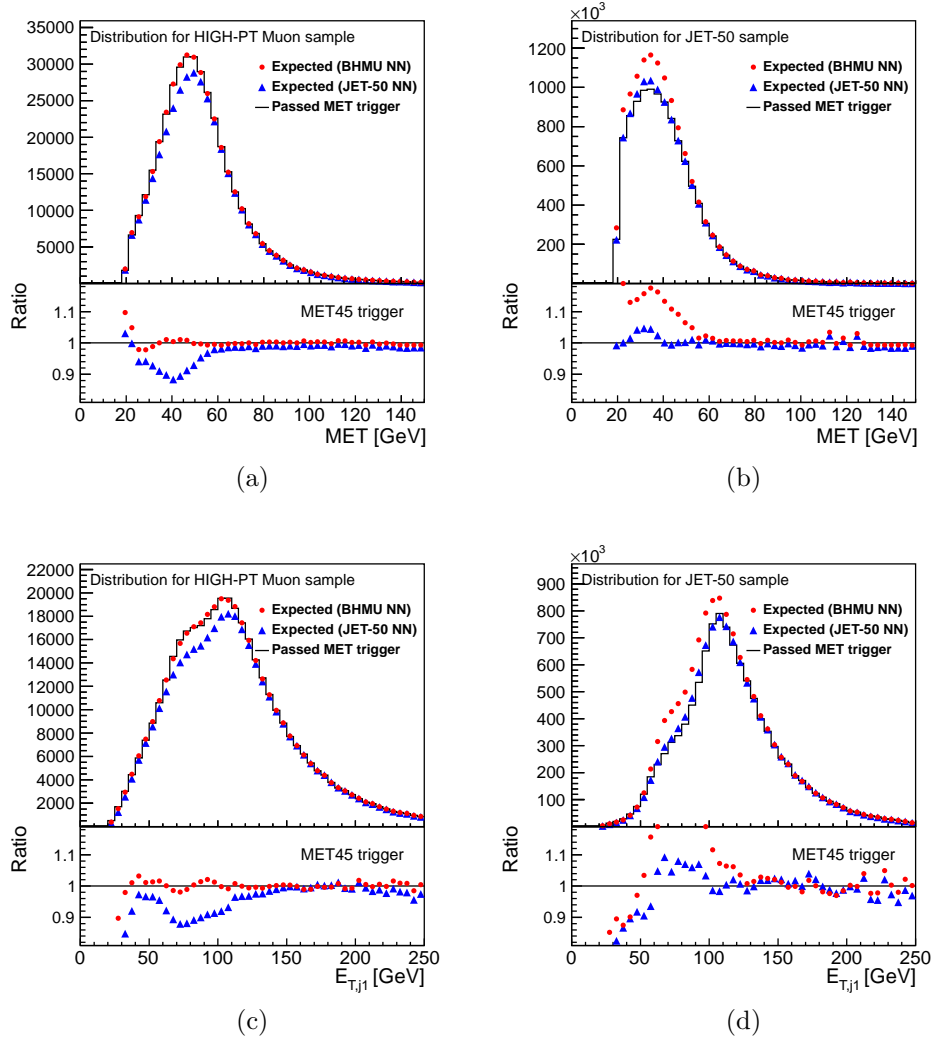 Distribution for HIGH-PT Muon sample
Expected (BHMU NN)
Expected (JET-50 NN)
Passed MET trigger
35000
30000
25000
20000
15000
10000
5000
MET45 trigger
Ratio
1.1
1
0.9
0 20 40 60 80 100 120 140
MET [GeV]
(a)
×10³
Distribution for JET-50 sample
Expected (BHMU NN)
Expected (JET-50 NN)
Passed MET trigger
1200
1000
800
600
400
200
MET45 trigger
Ratio
1.1
1
0.9
0 20 40 60 80 100 120 140
MET [GeV]
(b)
Distribution for HIGH-PT Muon sample
Expected (BHMU NN)
Expected (JET-50 NN)
Passed MET trigger
22000
20000
18000
16000
14000
12000
10000
8000
6000
4000
2000
MET45 trigger
Ratio
1.1
1
0.9
0 50 100 150 200 250
E_T,j1 [GeV]
(c)
×10³
Distribution for JET-50 sample
Expected (BHMU NN)
Expected (JET-50 NN)
Passed MET trigger
900
800
700
600
500
400
300
200
100
MET45 trigger
Ratio
1.1
1
0.9
0 50 100 150 200 250
E_T,j1 [GeV]
(d)